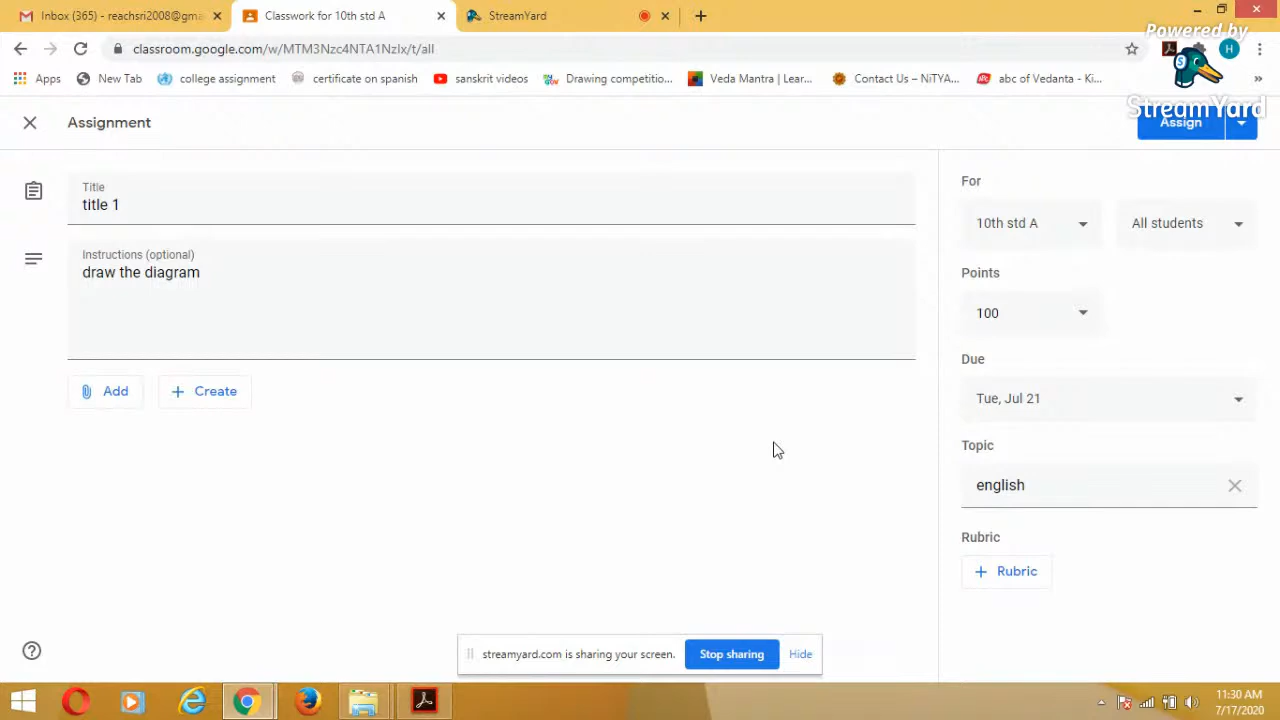 Inbox (365) - reachsri2008@gma
Classwork for 10th std A
StreamYard
classroom.google.com/w/MTM3Nzc4NTA1NzIx/t/all
H
Powered by
StreamYard
Apps
New Tab
college assignment
certificate on spanish
sanskrit videos
Drawing competitio...
Veda Mantra | Lear...
Contact Us – NiTYA...
abc of Vedanta - Ki...
»
Assignment
Assign
Title
title 1
Instructions (optional)
draw the diagram
Add
Create
For
10th std A
All students
Points
100
Due
Tue, Jul 21
Topic
english
Rubric
Rubric
streamyard.com is sharing your screen.
Stop sharing
Hide
11:30 AM
7/17/2020